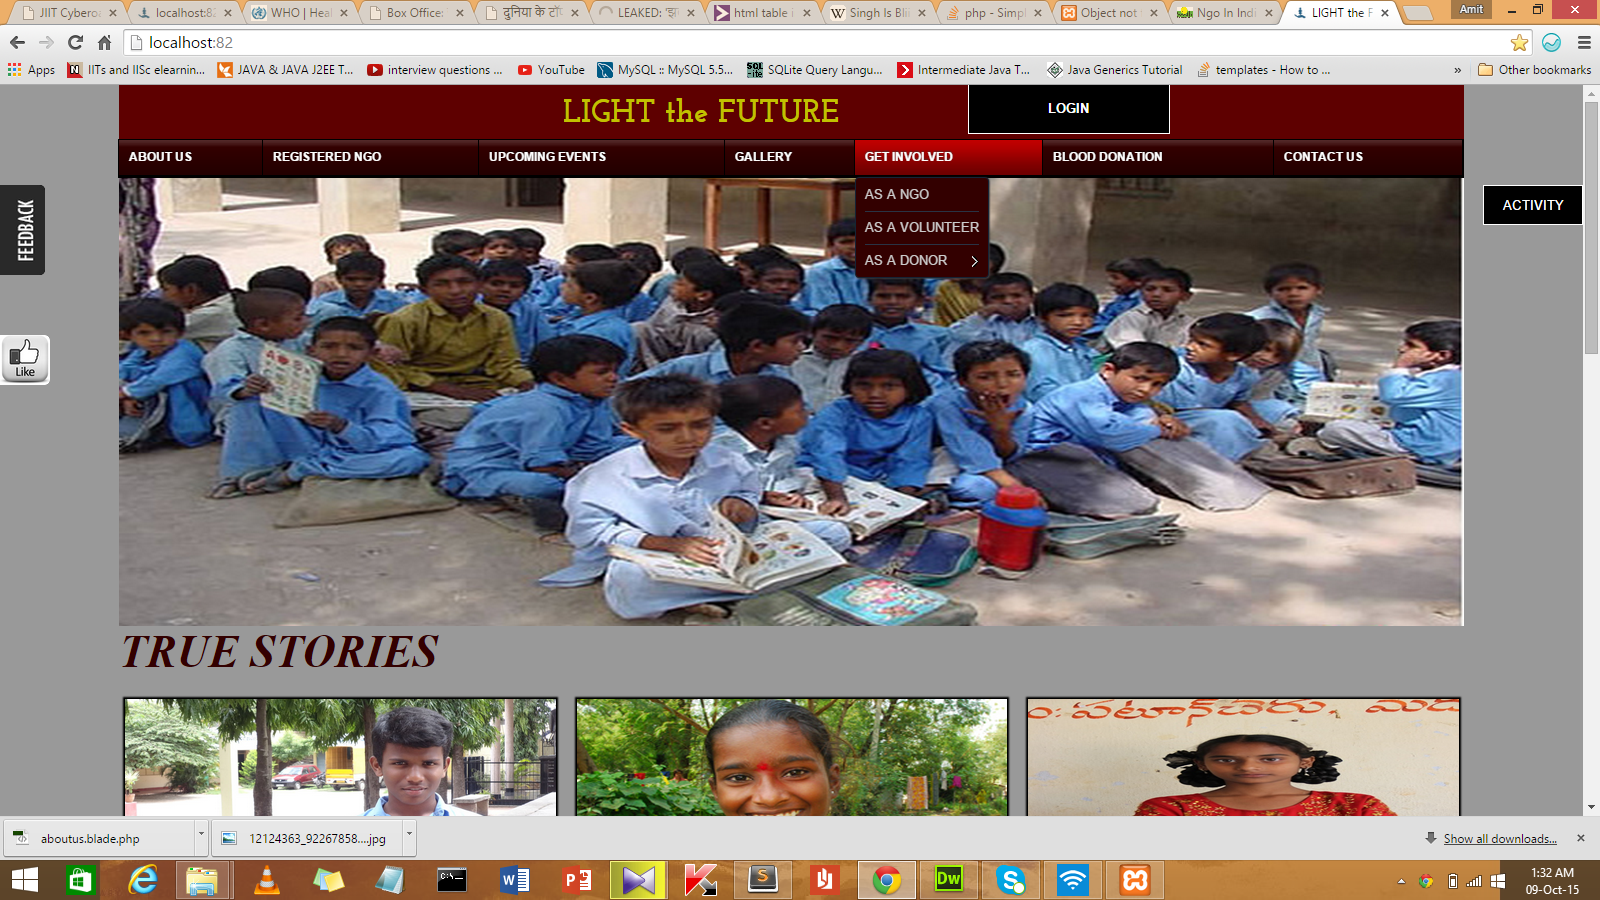 JIIT Cybero
localhost:82
WHO | Heal
Box Office:
दुनिया के टॉप
LEAKED: 'झ
html table i
Singh Is Bli
php - Simpl
Object not
Ngo In Indi
LIGHT the F
Amit
localhost:82
Apps
IITs and IISc elearnin...
JAVA & JAVA J2EE T...
interview questions ...
YouTube
MySQL :: MySQL 5.5...
SQLite Query Langu...
Intermediate Java T...
Java Generics Tutorial
templates - How to ...
»
Other bookmarks
LIGHT the FUTURE
LOGIN
ABOUT US
REGISTERED NGO
UPCOMING EVENTS
GALLERY
GET INVOLVED
BLOOD DONATION
CONTACT US
AS A NGO
AS A VOLUNTEER
AS A DONOR
FEEDBACK
ACTIVITY
Like
TRUE STORIES
aboutus.blade.php
12124363_92267858....jpg
Show all downloads...
1:32 AM
09-Oct-15